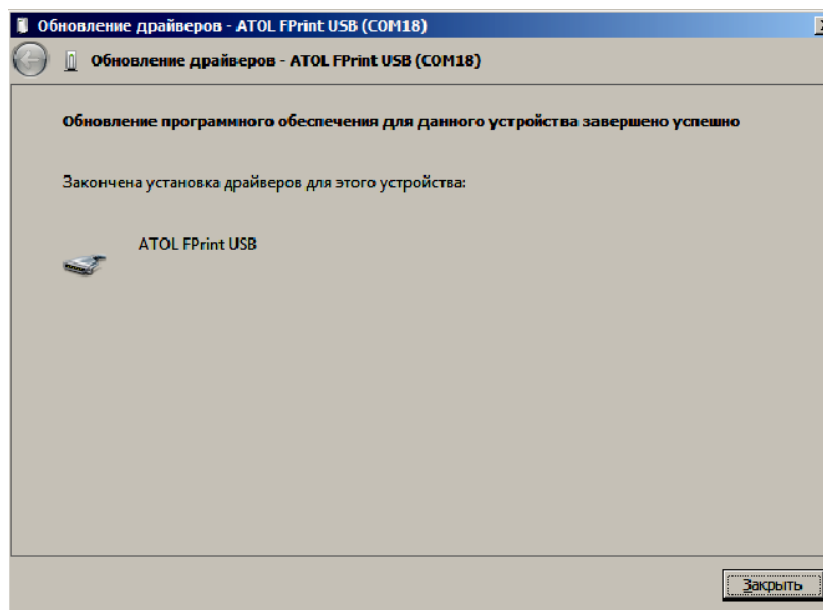 Обновление драйверов - ATOL FPrint USB (COM18)
Обновление драйверов - ATOL FPrint USB (COM18)
Обновление программного обеспечения для данного устройства завершено успешно
Закончена установка драйверов для этого устройства:
ATOL FPrint USB
Закрыть